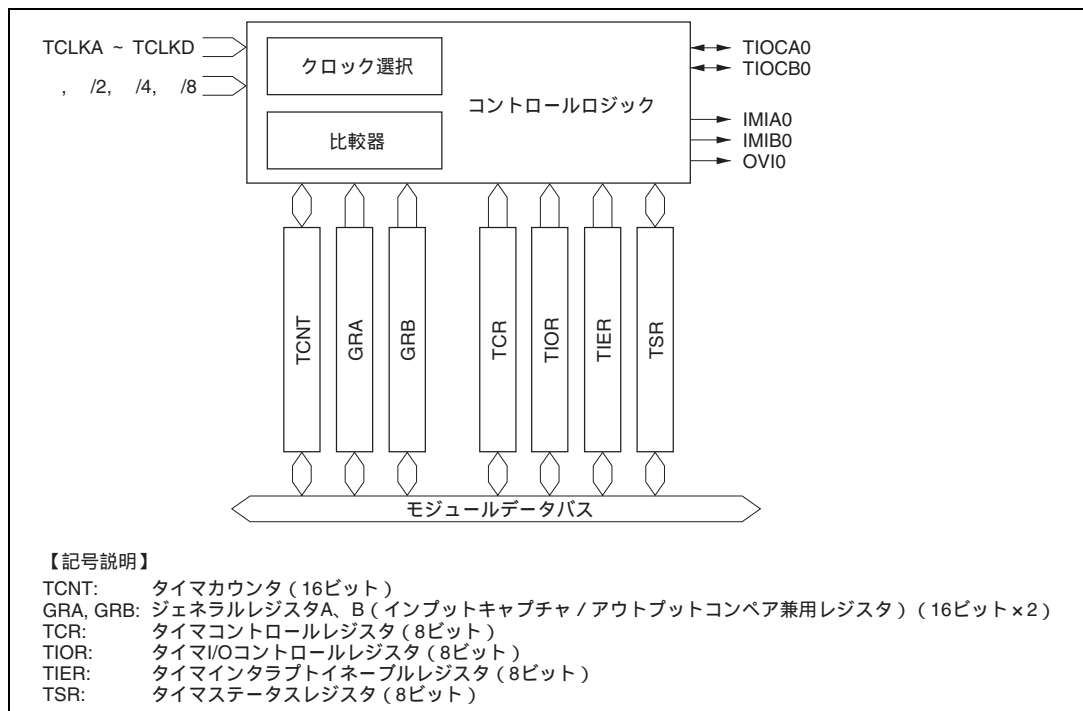 TCLKA ~ TCLKD
, /2, /4, /8
クロック選択
比較器
コントロールロジック
TIOCA0
TIOCB0
IMIA0
IMIB0
OVI0
TCNT
GRA
GRB
TCR
TIOR
TIER
TSR
モジュールデータバス
【記号説明】
TCNT: タイマカウンタ(16ビット)
GRA, GRB: ジェネラルレジスタA、B(インプットキャプチャ/アウトプットコンペア兼用レジスタ)(16ビット×2)
TCR: タイマコントロールレジスタ(8ビット)
TIOR: タイマI/Oコントロールレジスタ(8ビット)
TIER: タイマインタラプトイネーブルレジスタ(8ビット)
TSR: タイマステータスレジスタ(8ビット)